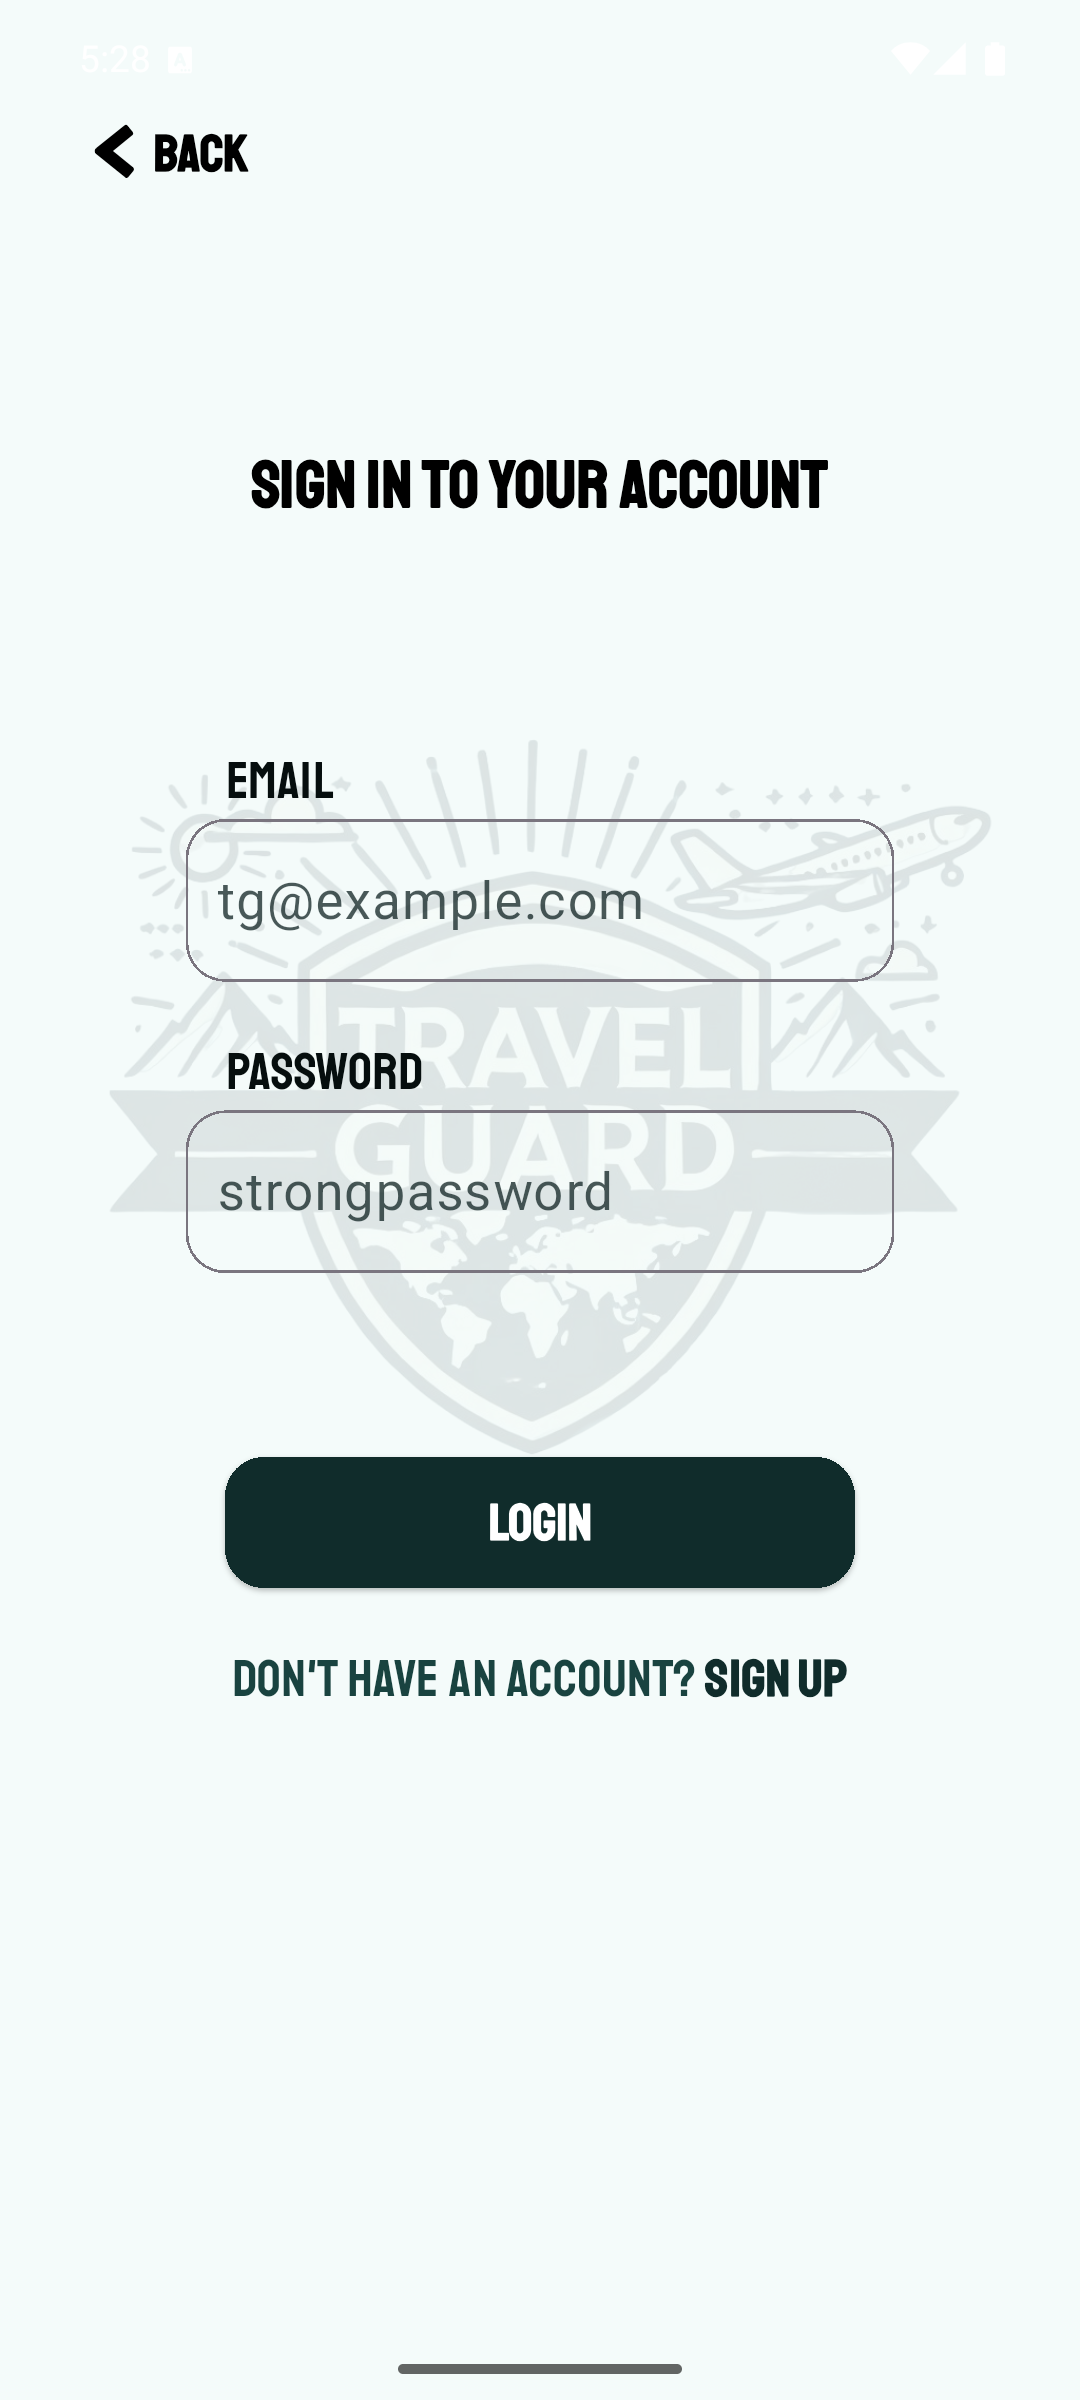 5:28
BACK
SIGN IN TO YOUR ACCOUNT
EMAIL
tg@example.com
TRAVEL
PASSWORD
GUARD
strongpassword
LOGIN
DON'T HAVE AN ACCOUNT? SIGN UP